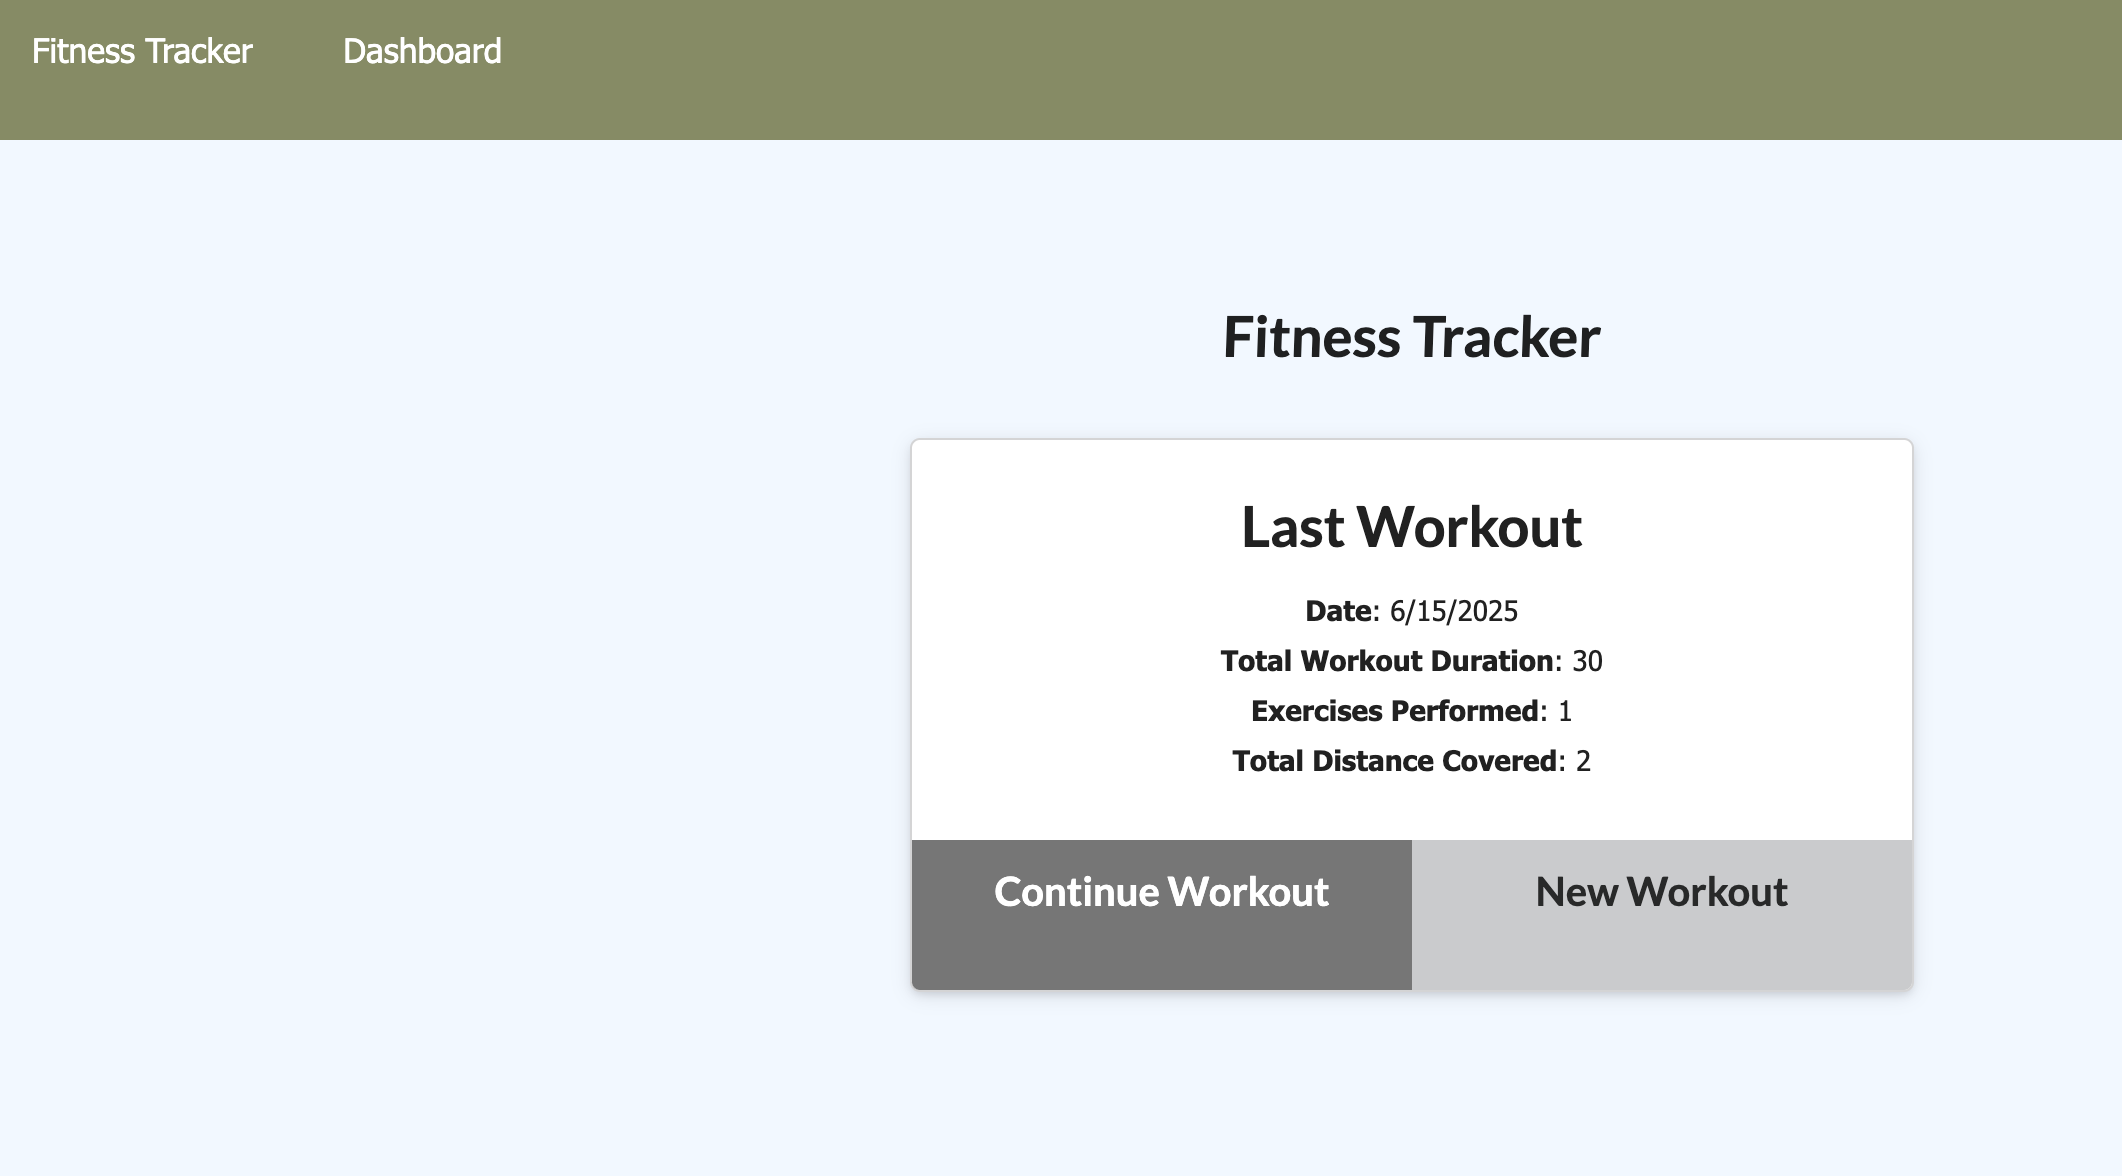 Fitness Tracker Dashboard
Fitness Tracker
Last Workout
Date: 6/15/2025
Total Workout Duration: 30
Exercises Performed: 1
Total Distance Covered: 2
Continue Workout New Workout